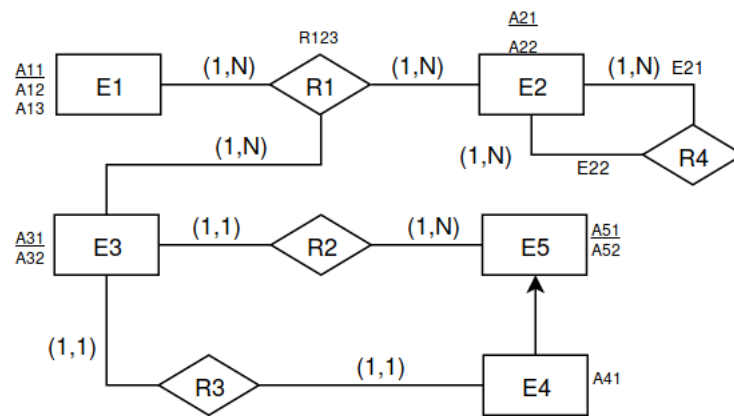 R123
A21
A22
A11
A12
A13
E1
(1,N)
R1
(1,N)
E2
(1,N)
E21
(1,N)
(1,N)
E22
R4
A31
A32
E3
(1,1)
R2
(1,N)
E5
A51
A52
(1,1)
R3
(1,1)
E4
A41